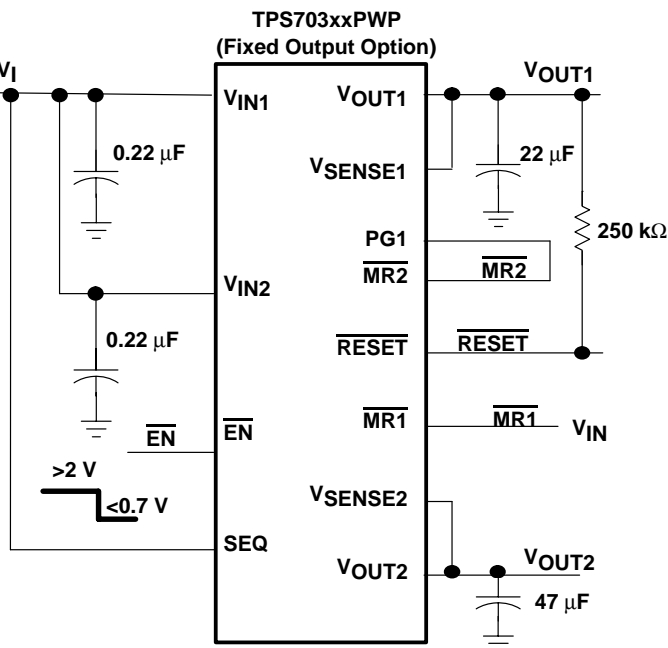 TPS703xxPWP
(Fixed Output Option)
VI
VOUT1
VIN1
VOUT1
0.22 μF
22 μF
VSENSE1
250 kΩ
PG1
MR2
MR2
VIN2
0.22 μF
RESET
RESET
EN
EN
MR1
MR1
VIN
>2 V
<0.7 V
VSENSE2
SEQ
VOUT2
VOUT2
47 μF